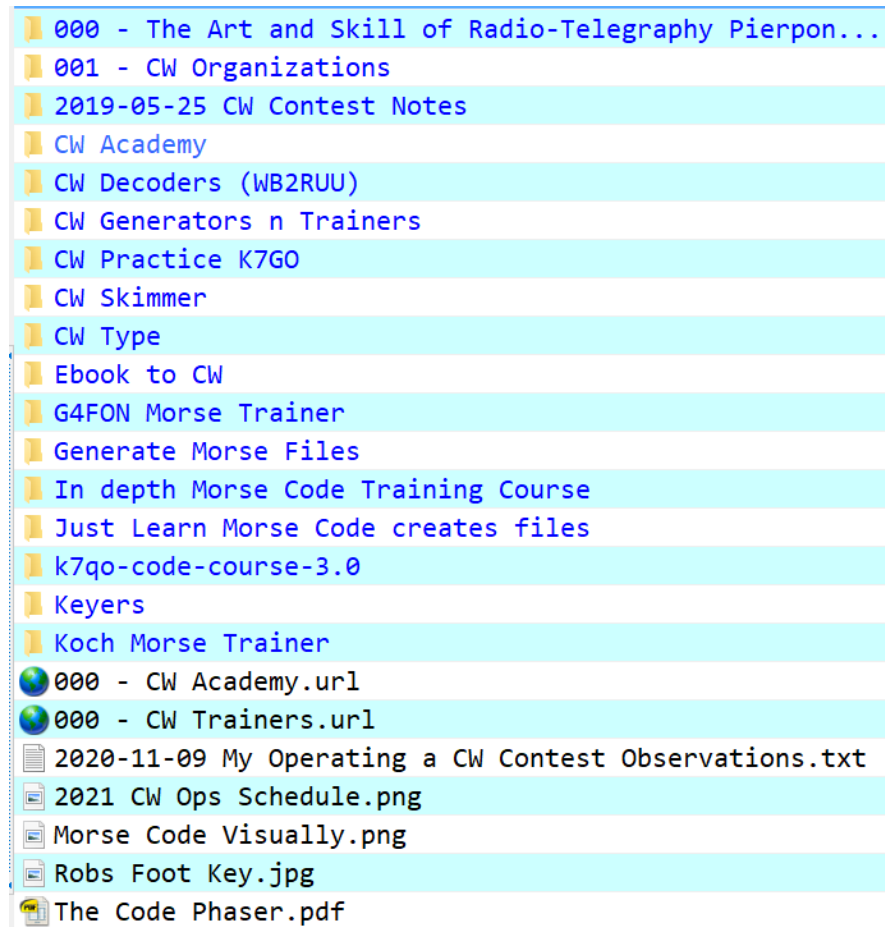 000 - The Art and Skill of Radio-Telegraphy Pierpon...
001 - CW Organizations
2019-05-25 CW Contest Notes
CW Academy
CW Decoders (WB2RUU)
CW Generators n Trainers
CW Practice K7GO
CW Skimmer
CW Type
Ebook to CW
G4FON Morse Trainer
Generate Morse Files
In depth Morse Code Training Course
Just Learn Morse Code creates files
k7qo-code-course-3.0
Keyers
Koch Morse Trainer
000 - CW Academy.url
000 - CW Trainers.url
2020-11-09 My Operating a CW Contest Observations.txt
2021 CW Ops Schedule.png
Morse Code Visually.png
Robs Foot Key.jpg
The Code Phaser.pdf